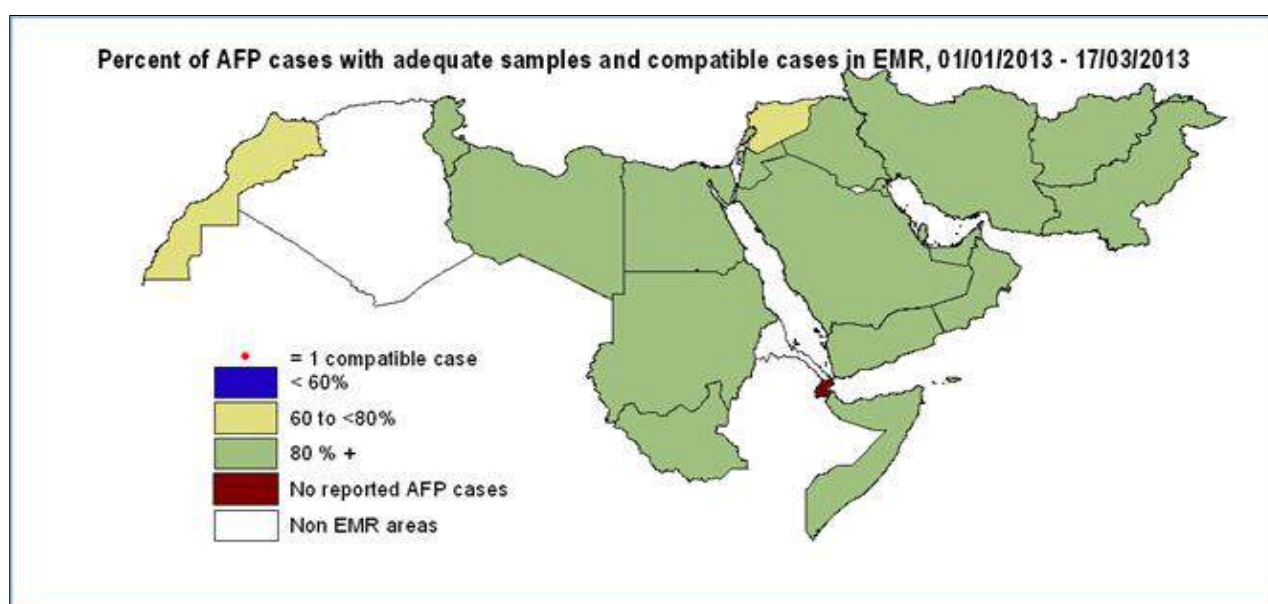 Percent of AFP cases with adequate samples and compatible cases in EMR, 01/01/2013 - 17/03/2013
= 1 compatible case
< 60%
60 to <80%
80 % +
No reported AFP cases
Non EMR areas